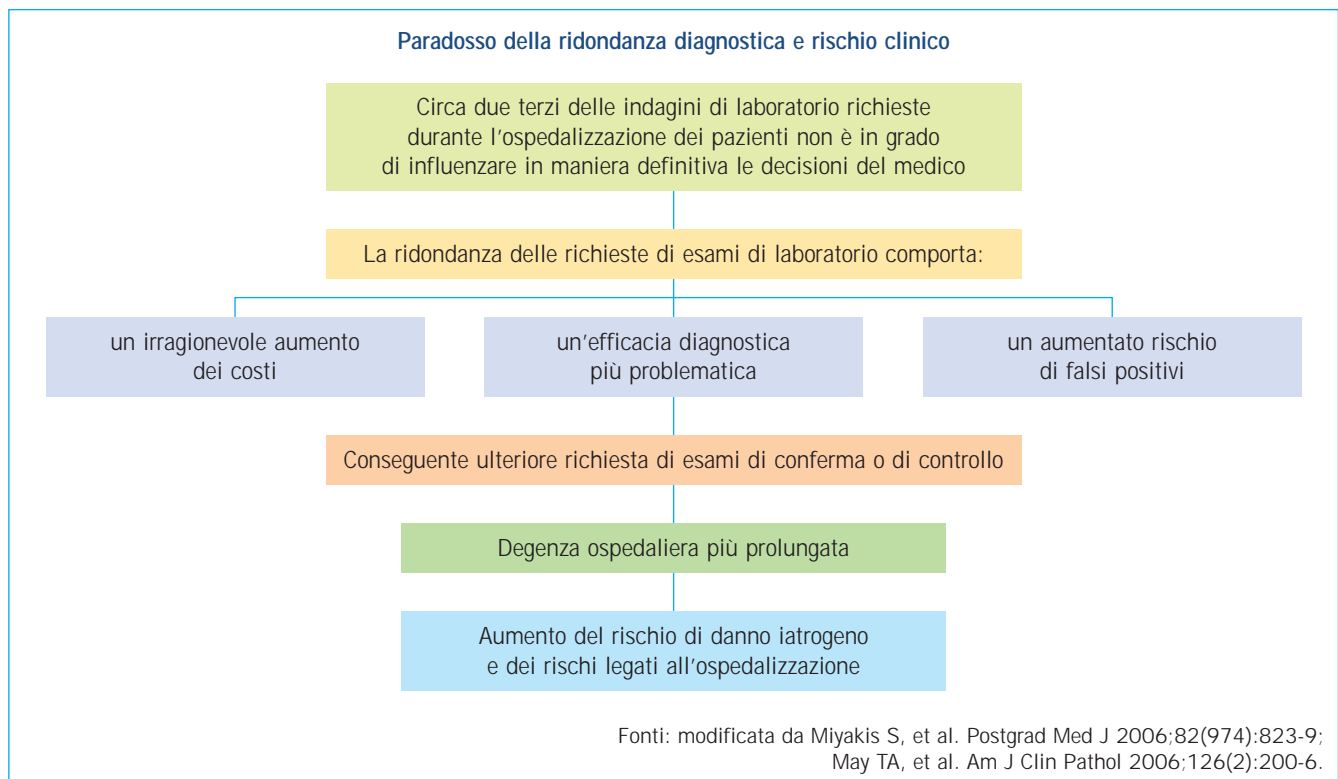 Paradosso della ridondanza diagnostica e rischio clinico
Circa due terzi delle indagini di laboratorio richieste
durante l'ospedalizzazione dei pazienti non è in grado
di influenzare in maniera definitiva le decisioni del medico
La ridondanza delle richieste di esami di laboratorio comporta:
un irragionevole aumento
dei costi
un'efficacia diagnostica
più problematica
un aumentato rischio
di falsi positivi
Conseguente ulteriore richiesta di esami di conferma o di controllo
Degenza ospedaliera più prolungata
Aumento del rischio di danno iatrogeno
e dei rischi legati all'ospedalizzazione
Fonti: modificata da Miyakis S, et al. Postgrad Med J 2006;82(974):823-9;
May TA, et al. Am J Clin Pathol 2006;126(2):200-6.